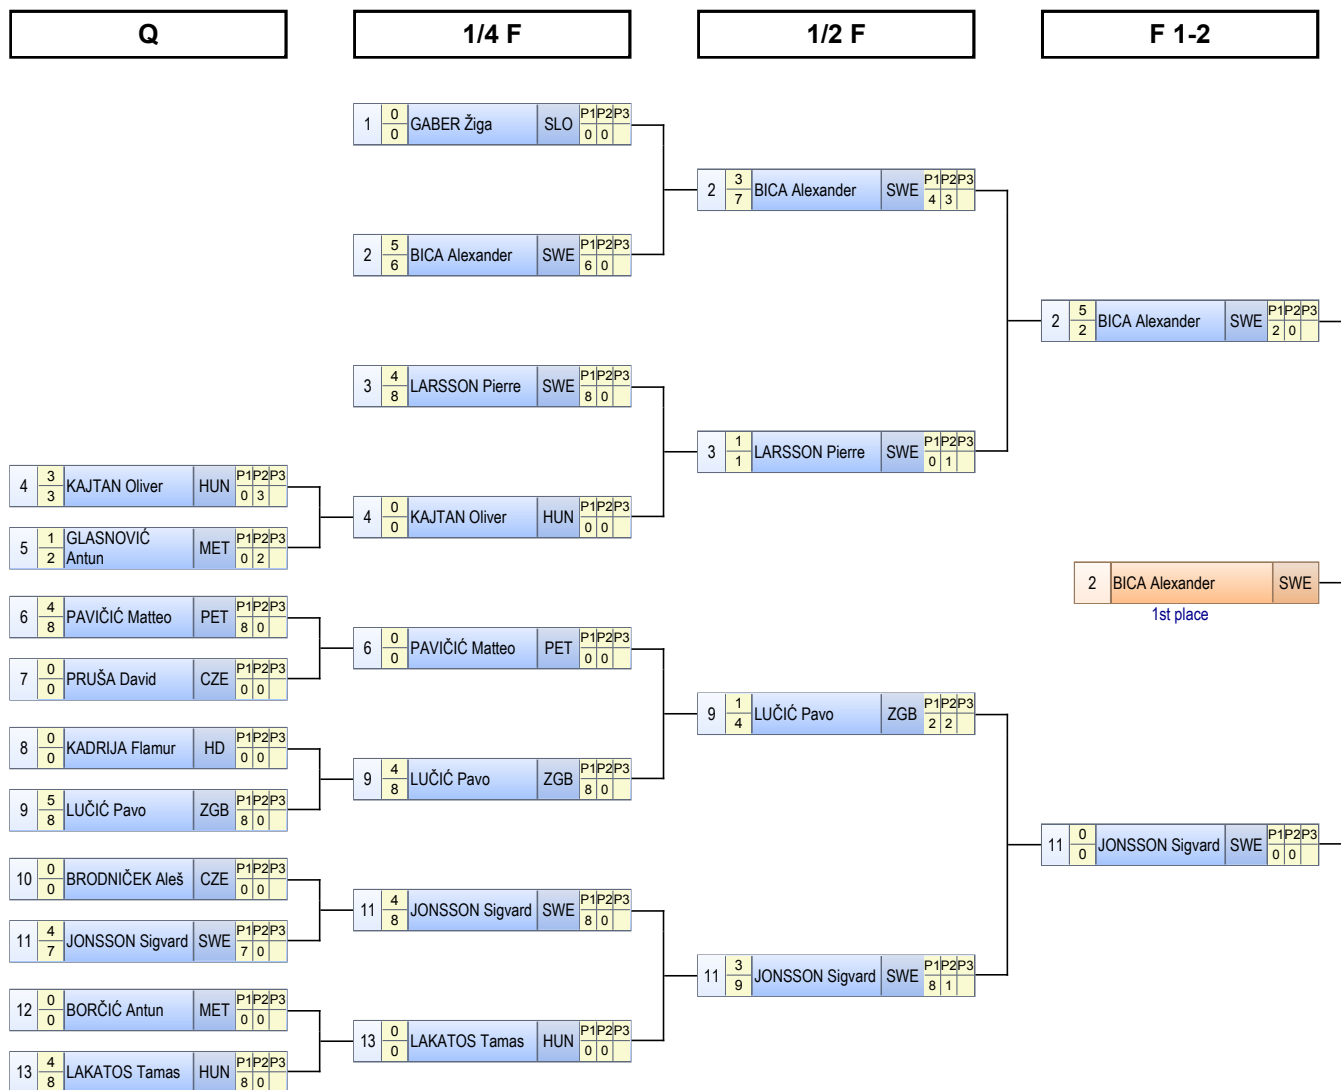 Q
1/4 F
1/2 F
F 1-2
1 0 0 GABER Žiga SLO P1 P2 P3 0 0
2 3 7 BICA Alexander SWE P1 P2 P3 4 3
2 5 6 BICA Alexander SWE P1 P2 P3 6 0
2 5 2 BICA Alexander SWE P1 P2 P3 2 0
3 4 8 LARSSON Pierre SWE P1 P2 P3 8 0
3 1 1 LARSSON Pierre SWE P1 P2 P3 0 1
4 3 3 KAJTAN Oliver HUN P1 P2 P3 0 3
4 0 0 KAJTAN Oliver HUN P1 P2 P3 0 0
5 1 2 GLASNOVIĆ
Antun MET P1 P2 P3 0 2
2 BICA Alexander SWE
1st place
6 4 8 PAVIČIĆ Matteo PET P1 P2 P3 8 0
6 0 0 PAVIČIĆ Matteo PET P1 P2 P3 0 0
7 0 0 PRUŠA David CZE P1 P2 P3 0 0
9 1 4 LUČIĆ Pavo ZGB P1 P2 P3 2 2
8 0 0 KADRIJA Flamur HD P1 P2 P3 0 0
9 4 8 LUČIĆ Pavo ZGB P1 P2 P3 8 0
9 5 8 LUČIĆ Pavo ZGB P1 P2 P3 8 0
11 0 0 JONSSON Sigvard SWE P1 P2 P3 0 0
10 0 0 BRODNIČEK Aleš CZE P1 P2 P3 0 0
11 4 8 JONSSON Sigvard SWE P1 P2 P3 8 0
11 4 7 JONSSON Sigvard SWE P1 P2 P3 7 0
11 3 9 JONSSON Sigvard SWE P1 P2 P3 8 1
12 0 0 BORČIĆ Antun MET P1 P2 P3 0 0
13 0 0 LAKATOS Tamas HUN P1 P2 P3 0 0
13 4 8 LAKATOS Tamas HUN P1 P2 P3 8 0